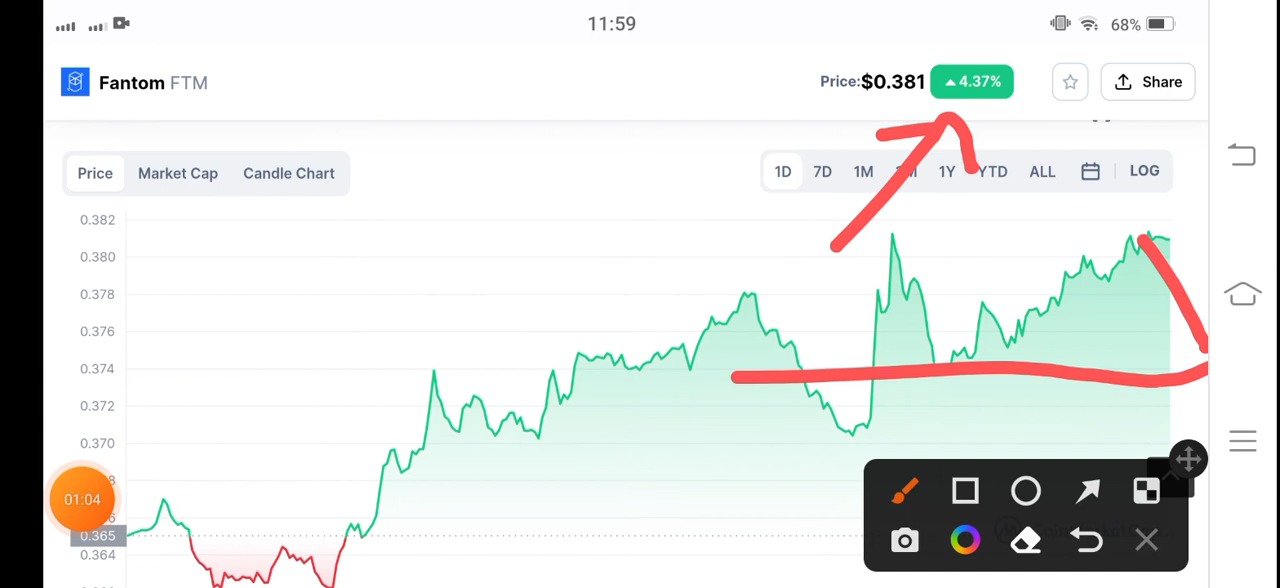 11:59
68%
Fantom FTM
Price:$0.381 4.37%
Share
Price Market Cap Candle Chart
1D 7D 1M 1Y YTD ALL LOG
0.382
0.380
0.378
0.376
0.374
0.372
0.370
01:04
0.365
0.364